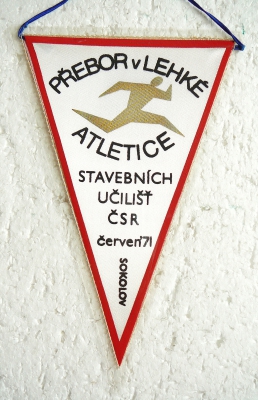 PŘEBOR v LEHKÉ
ATLETICE
STAVEBNÍCH
UČILIŠŤ
ČSR
červen'71
SOKOLOV